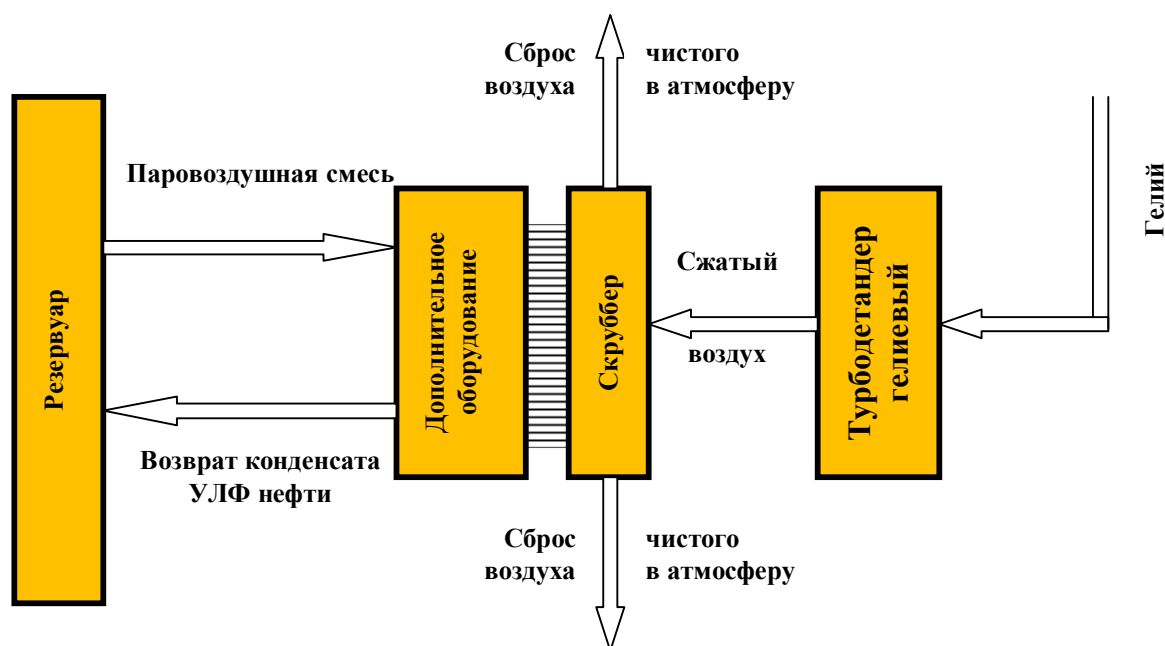 Сброс чистого
воздуха в атмосферу
Паровоздушная смесь
Гелий
Резервуар
Дополнительное
оборудование
Скруббер
Сжатый
воздух
Турбодетандер
гелиевый
Возврат конденсата
УЛФ нефти
Сброс чистого
воздуха в атмосферу